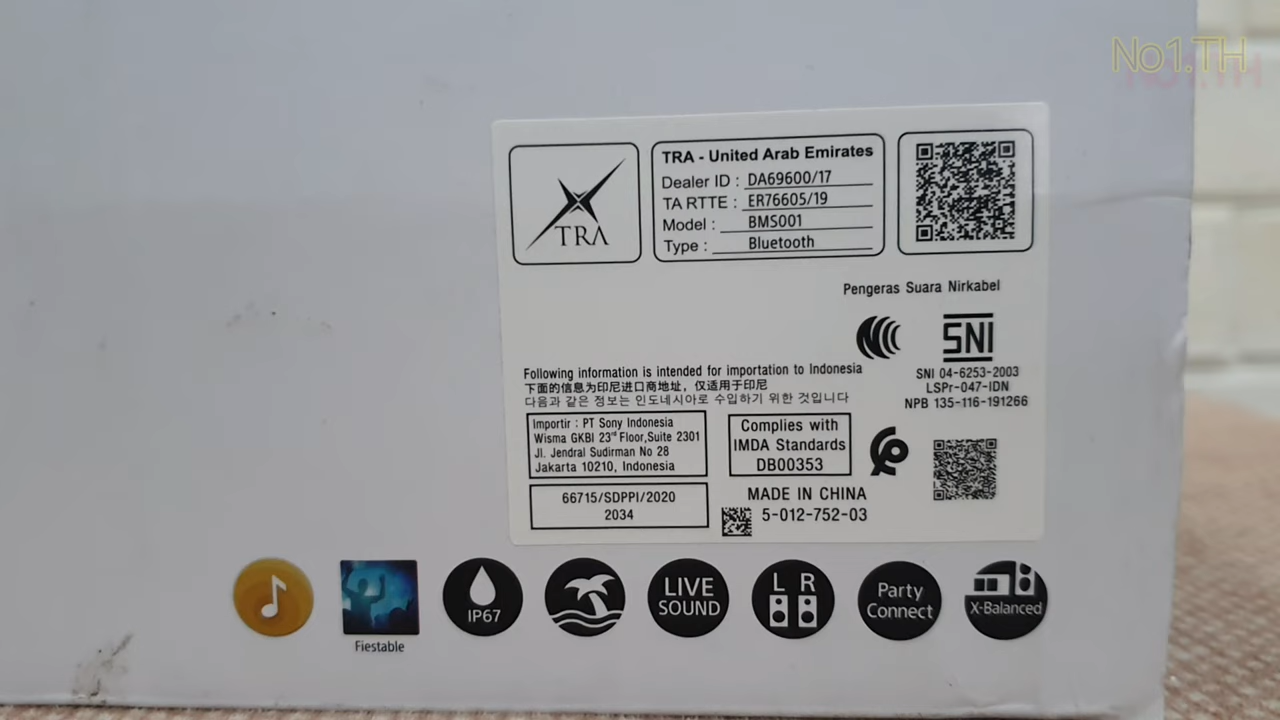 No1.TH
TRA
TRA - United Arab Emirates
Dealer ID : DA69600/17
TA RTTE : ER76605/19
Model : BMS001
Type : Bluetooth
Pengeras Suara Nirkabel
SNI
SNI 04-6253-2003
LSPr-047-IDN
NPB 135-116-191266
Following information is intended for importation to Indonesia
下面的信息为印尼进口商地址，仅适用于印尼
다음과 같은 정보는 인도네시아로 수입하기 위한 것입니다
Importir : PT Sony Indonesia
Wisma GKBI 23rd Floor,Suite 2301
Jl. Jendral Sudirman No 28
Jakarta 10210, Indonesia
Complies with
IMDA Standards
DB00353
66715/SDPPI/2020
2034
MADE IN CHINA
5-012-752-03
Fiestable
IP67
LIVE
SOUND
L R
Party
Connect
X-Balanced